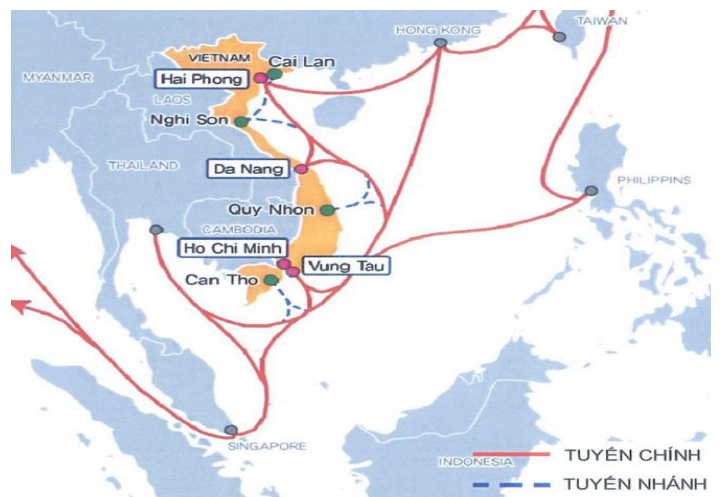 HONG KONG
TAIWAN
VIETNAM
Cai Lan
MYANMAR
Hai Phong
LAOS
Nghi Son
THAILAND
Da Nang
PHILIPPINS
Quy Nhon
CAMBODIA
Ho Chi Minh
Vung Tau
Can Tho
SINGAPORE
INDONESIA
TUYẾN CHÍNH
TUYẾN NHÁNH